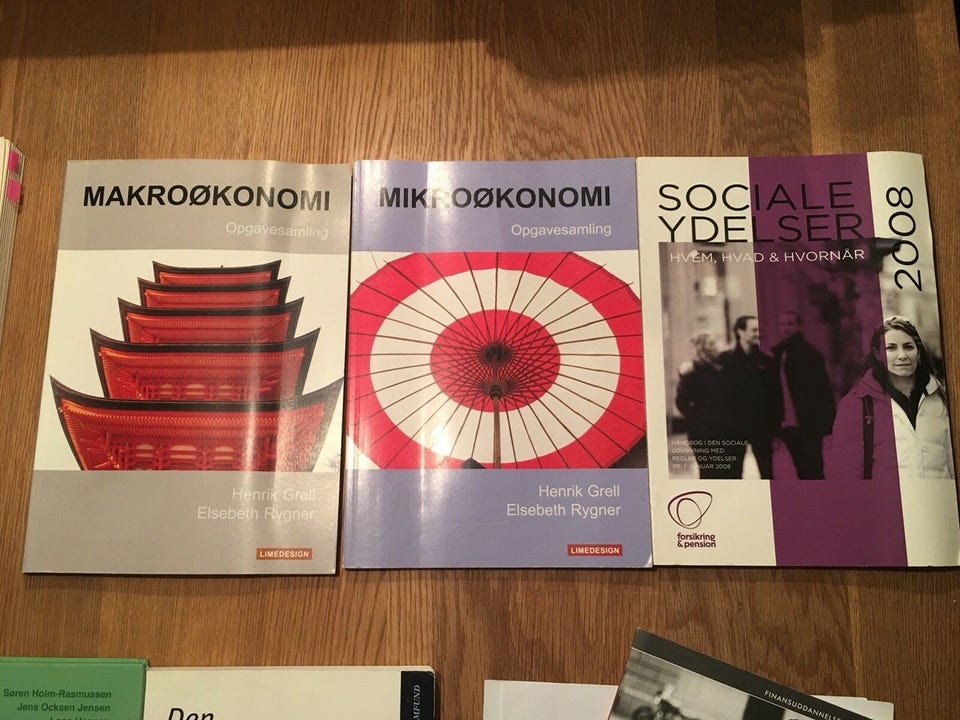 MAKROØKONOMI
Opgavesamling
Henrik Grell
Elsebeth Rygner
LIMEDESIGN
MIKROØKONOMI
Opgavesamling
Henrik Grell
Elsebeth Rygner
LIMEDESIGN
SOCIALE
YDELSER
HVEM, HVAD & HVORNÅR
2008
HÅNDBOG I DEN SOCIALE
LOVGIVNING MED
REGLER OG YDELSER
PR. 1. JANUAR 2008
forsikring
& pension
Søren Holm-Rasmussen
Jens Ocksen Jensen
Den